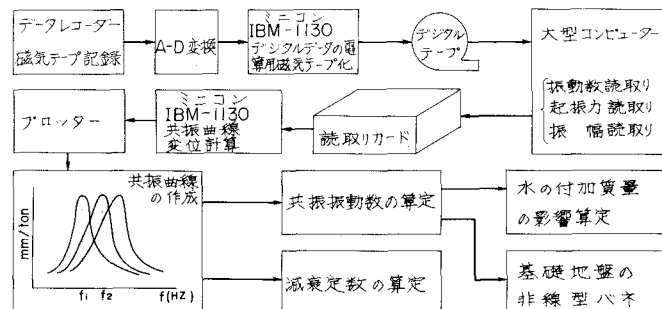 データレコーダー
磁気テープ記録
A-D変換
ミニコン
IBM-1130
デジタルデータの電
算用磁気テープ化
デジタル
テープ
大型コンピューター
振動数読取り
起振力読取り
振 幅読取り
プロッター
ミニコン
IBM-1130
共振曲線
変位計算
読取りカード
共振曲線
の作成
mm/ton
f1 f2 f(HZ)
共振振動数の算定
水の付加質量
の影響算定
減衰定数の算定
基礎地盤の
非線型バネ